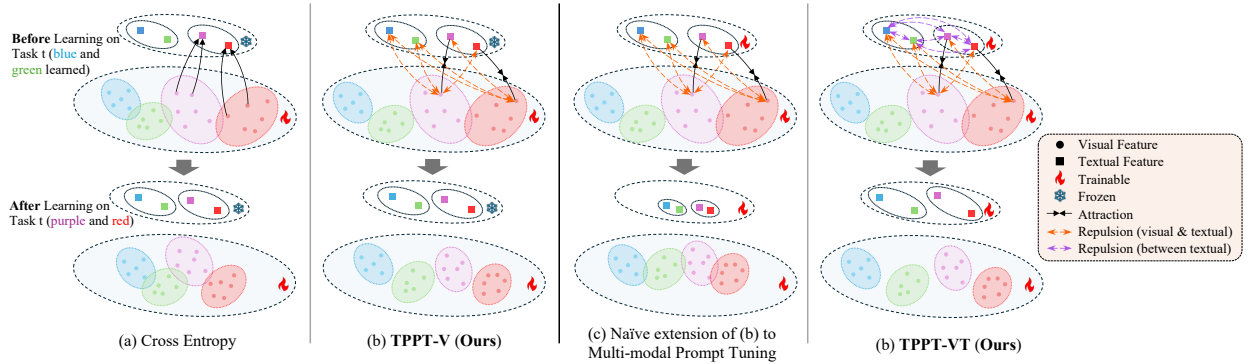 Before Learning on
Task t (blue and
green learned)
After Learning on
Task t (purple and red)
(a) Cross Entropy
(b) TPPT-V (Ours)
(c) Naïve extension of (b) to
Multi-modal Prompt Tuning
(b) TPPT-VT (Ours)
Visual Feature
Textual Feature
Trainable
Frozen
Attraction
Repulsion (visual & textual)
Repulsion (between textual)